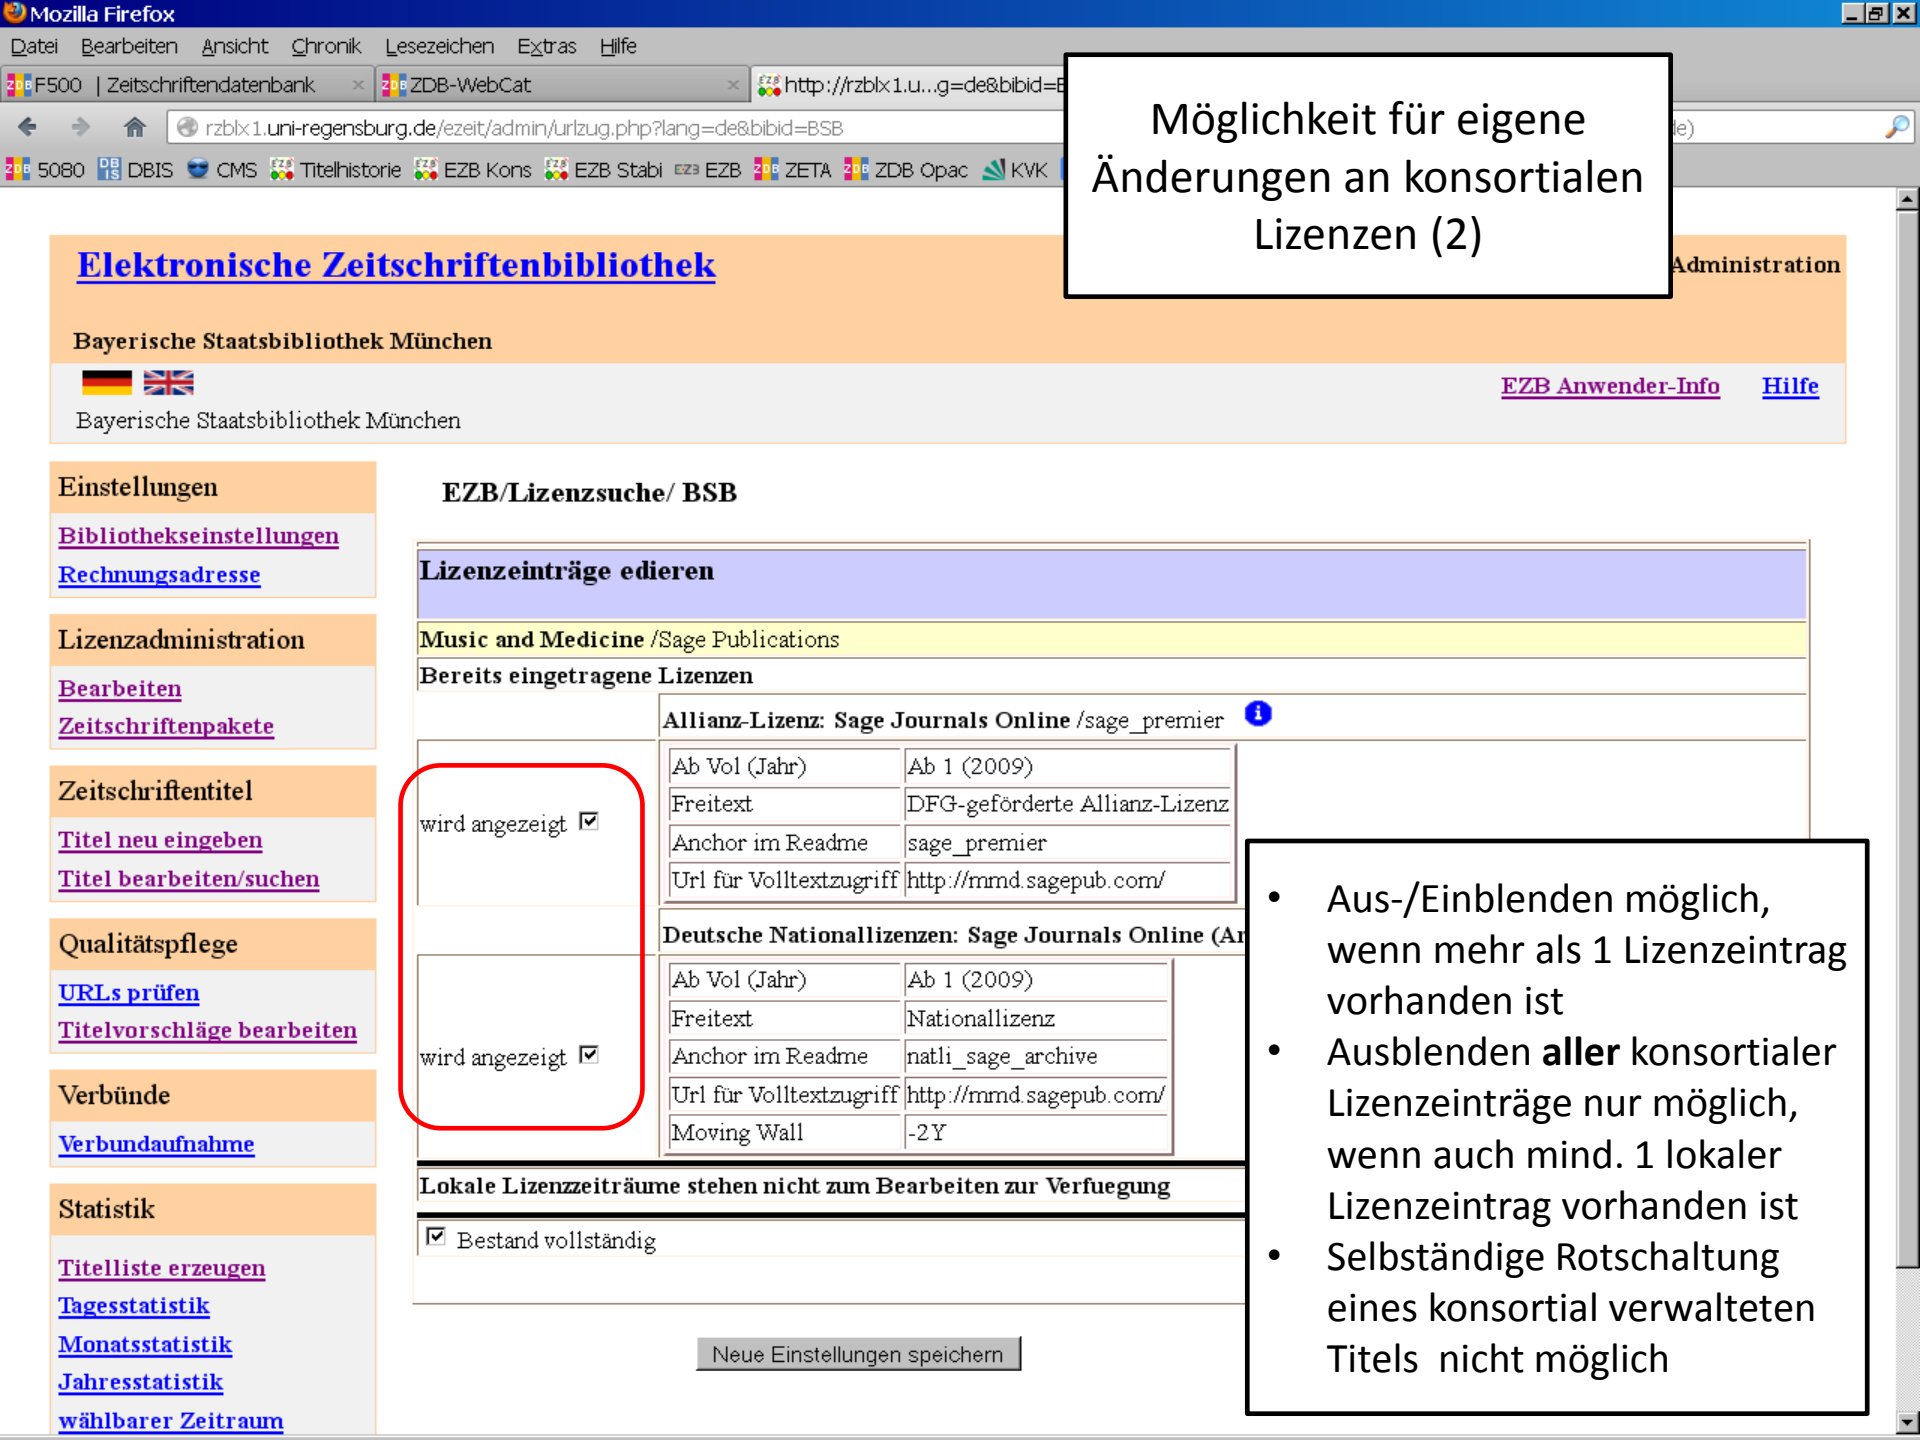 Mozilla Firefox
Datei Bearbeiten Ansicht Chronik Lesezeichen Extras Hilfe
F500 | Zeitschriftendatenbank × ZDB-WebCat × http://rzblx1.u...g=de&bibid=
rzblx1.uni-regensburg.de/ezeit/admin/urlzug.php?lang=de&bibid=BSB
5080 DBIS CMS Titelhistorie EZB Kons EZB Stabi EZB ZETA ZDB Opac KVK
Möglichkeit für eigene
Änderungen an konsortialen
Lizenzen (2)
Elektronische Zeitschriftenbibliothek
Administration
Bayerische Staatsbibliothek München
EZB Anwender-Info Hilfe
Bayerische Staatsbibliothek München
Einstellungen
Bibliothekseinstellungen
Rechnungsadresse
Lizenzadministration
Bearbeiten
Zeitschriftenpakete
Zeitschriftentitel
Titel neu eingeben
Titel bearbeiten/suchen
Qualitätspflege
URLs prüfen
Titelvorschläge bearbeiten
Verbünde
Verbundaufnahme
Statistik
Titelliste erzeugen
Tagesstatistik
Monatsstatistik
Jahresstatistik
wählbarer Zeitraum
EZB/Lizenzsuche/ BSB
Lizenzeinträge edieren
Music and Medicine /Sage Publications
Bereits eingetragene Lizenzen
Allianz-Lizenz: Sage Journals Online /sage_premier i
wird angezeigt
Ab Vol (Jahr) Ab 1 (2009)
Freitext DFG-geförderte Allianz-Lizenz
Anchor im Readme sage_premier
Url für Volltextzugriff http://mmd.sagepub.com/
Deutsche Nationallizenzen: Sage Journals Online (Ar
wird angezeigt
Ab Vol (Jahr) Ab 1 (2009)
Freitext Nationallizenz
Anchor im Readme natli_sage_archive
Url für Volltextzugriff http://mmd.sagepub.com/
Moving Wall -2Y
Lokale Lizenzzeiträume stehen nicht zum Bearbeiten zur Verfuegung
Bestand vollständig
Neue Einstellungen speichern
• Aus-/Einblenden möglich,
wenn mehr als 1 Lizenzeintrag
vorhanden ist
• Ausblenden aller konsortialer
Lizenzeinträge nur möglich,
wenn auch mind. 1 lokaler
Lizenzeintrag vorhanden ist
• Selbständige Rotschaltung
eines konsortial verwalteten
Titels nicht möglich